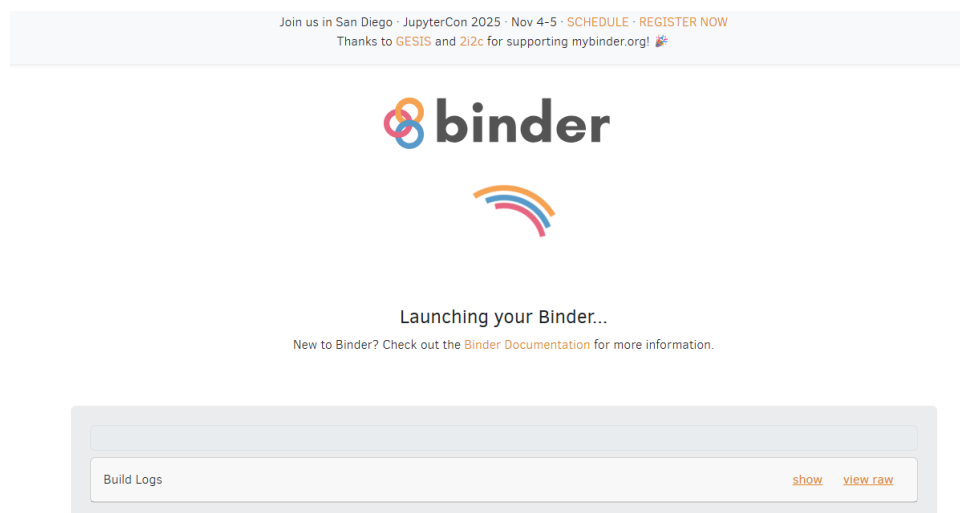 Join us in San Diego · JupyterCon 2025 · Nov 4-5 · SCHEDULE · REGISTER NOW
Thanks to GESIS and 2i2c for supporting mybinder.org! 🎉
binder
Launching your Binder...
New to Binder? Check out the Binder Documentation for more information.
Build Logs show view raw